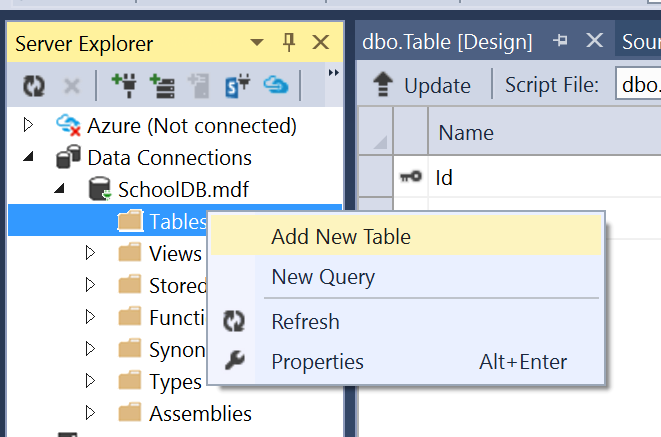 Server Explorer
dbo.Table [Design]
Sour
Update
Script File:
dbo.
Azure (Not connected)
Name
Data Connections
SchoolDB.mdf
Id
Tables
Add New Table
Views
New Query
Stored
Functi
Refresh
Synon
Properties Alt+Enter
Types
Assemblies